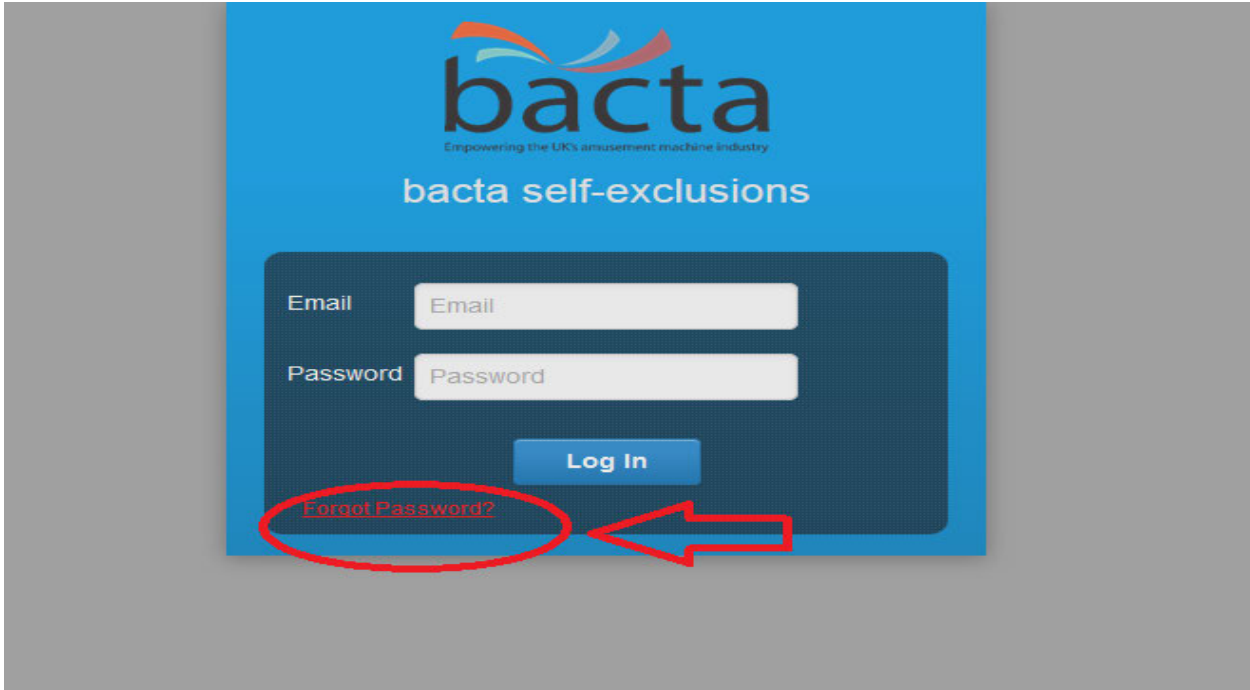 bacta
Empowering the UK's amusement machine industry
bacta self-exclusions
Email Email
Password Password
Log In
Forgot Password?